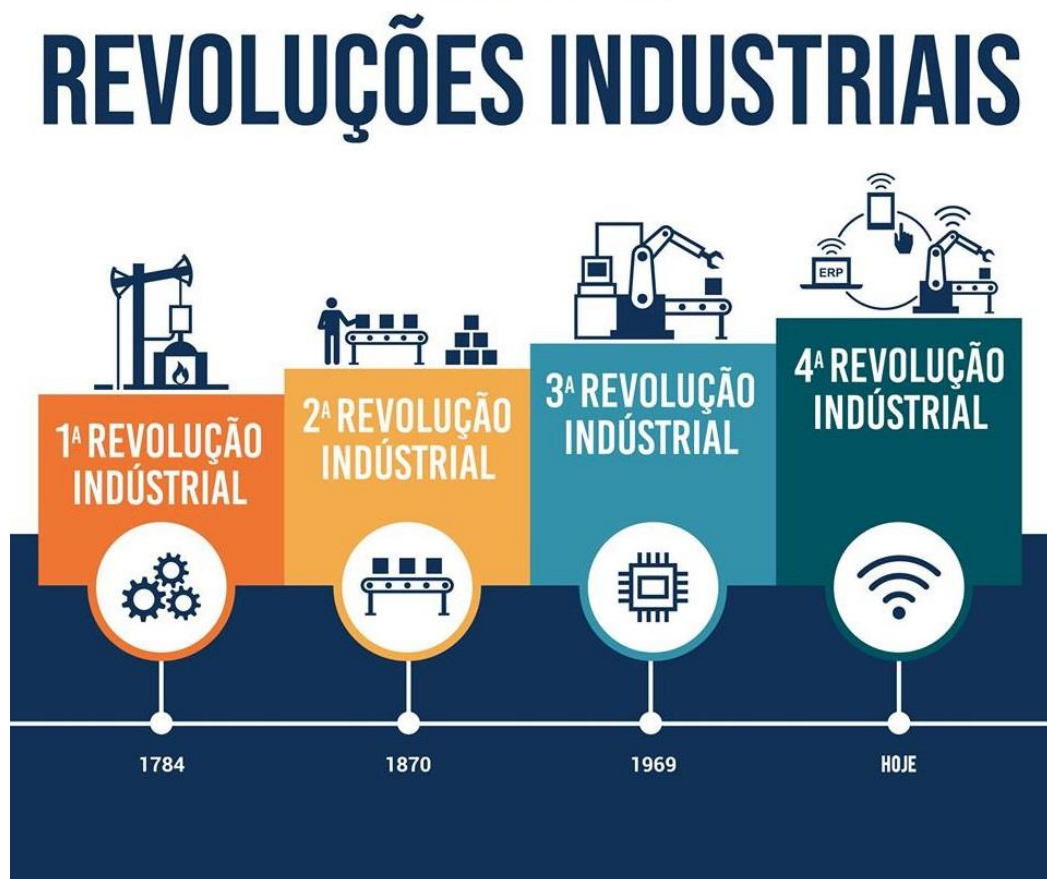 REVOLUÇÕES INDUSTRIAIS
ERP
1ª REVOLUÇÃO
INDÚSTRIAL
2ª REVOLUÇÃO
INDÚSTRIAL
3ª REVOLUÇÃO
INDÚSTRIAL
4ª REVOLUÇÃO
INDÚSTRIAL
1784
1870
1969
HOJE